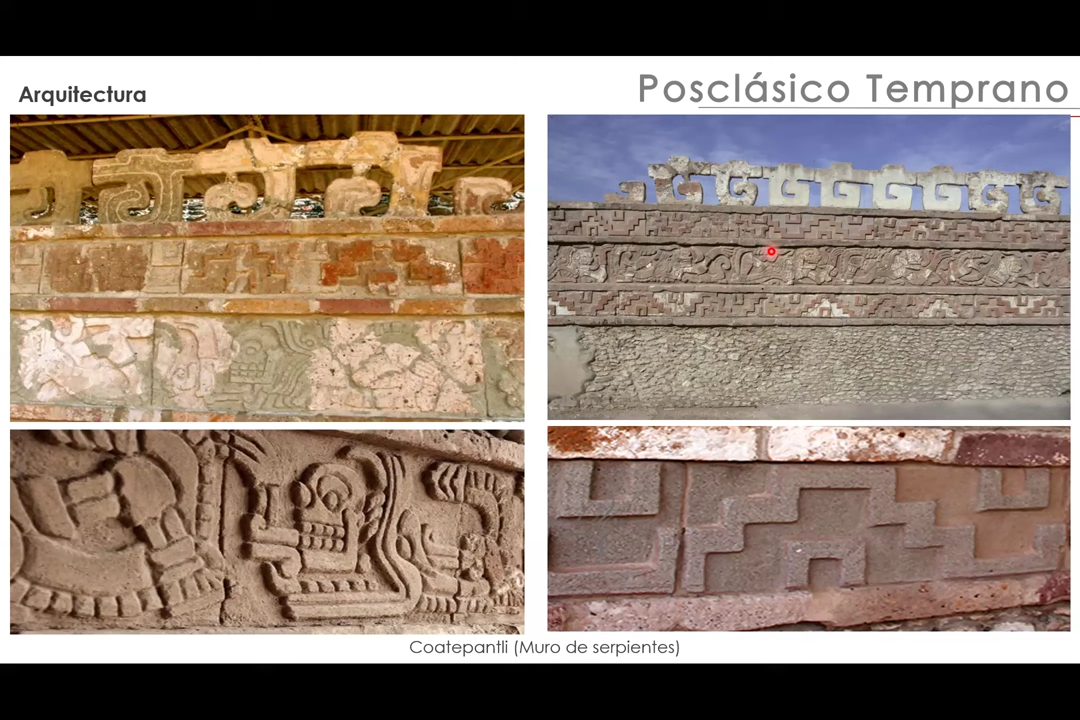 Arquitectura
Posclásico Temprano
Coatepantli (Muro de serpientes)